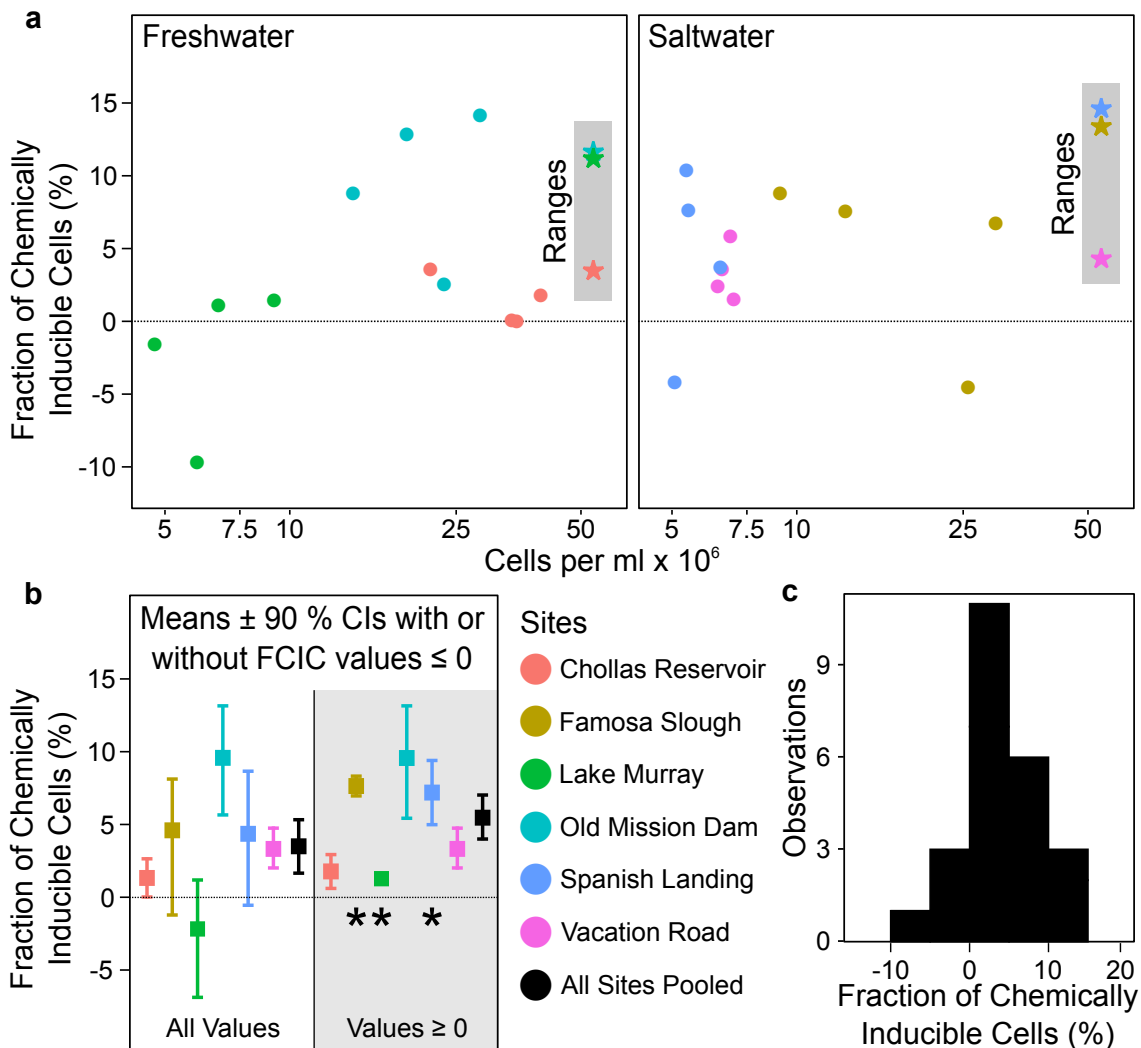 a
Freshwater
Saltwater
Fraction of Chemically
Inducible Cells (%)
15
10
5
0
-5
-10
Ranges
Ranges
5
7.5
10
25
50
5
7.5
10
25
50
Cells per ml x 10⁶
b
Means ± 90 % CIs with or
without FCIC values ≤ 0
Fraction of Chemically
Inducible Cells (%)
15
10
5
0
-5
* * *
All Values
Values ≥ 0
Sites
Chollas Reservoir
Famosa Slough
Lake Murray
Old Mission Dam
Spanish Landing
Vacation Road
All Sites Pooled
c
Observations
9
6
3
0
-10
0
10
20
Fraction of Chemically
Inducible Cells (%)